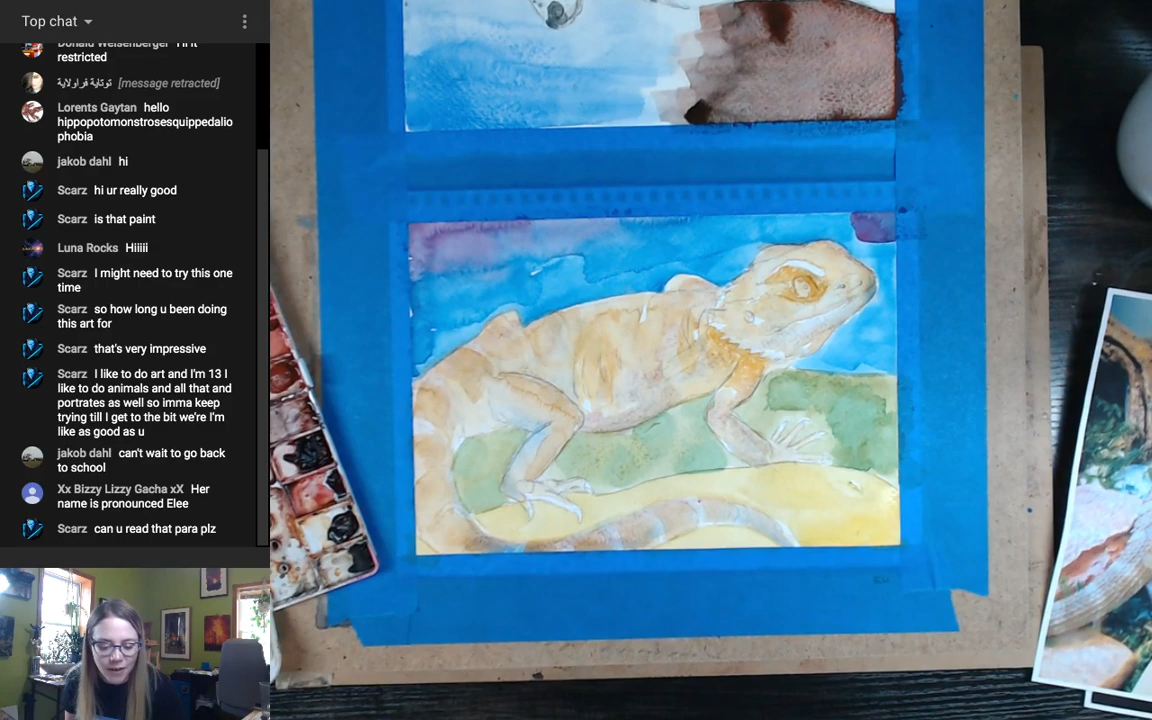 Top chat
Donald Weisenberger Hi it
restricted
توتاية فراولاية [message retracted]
Lorents Gaytan hello
hippopotomonstrosesquippedalio
phobia
jakob dahl hi
Scarz hi ur really good
Scarz is that paint
Luna Rocks Hiiiii
Scarz I might need to try this one
time
Scarz so how long u been doing
this art for
Scarz that's very impressive
Scarz I like to do art and I'm 13 I
like to do animals and all that and
portrates as well so imma keep
trying till I get to the bit we're I'm
like as good as u
jakob dahl can't wait to go back
to school
Xx Bizzy Lizzy Gacha xX Her
name is pronounced Elee
Scarz can u read that para plz